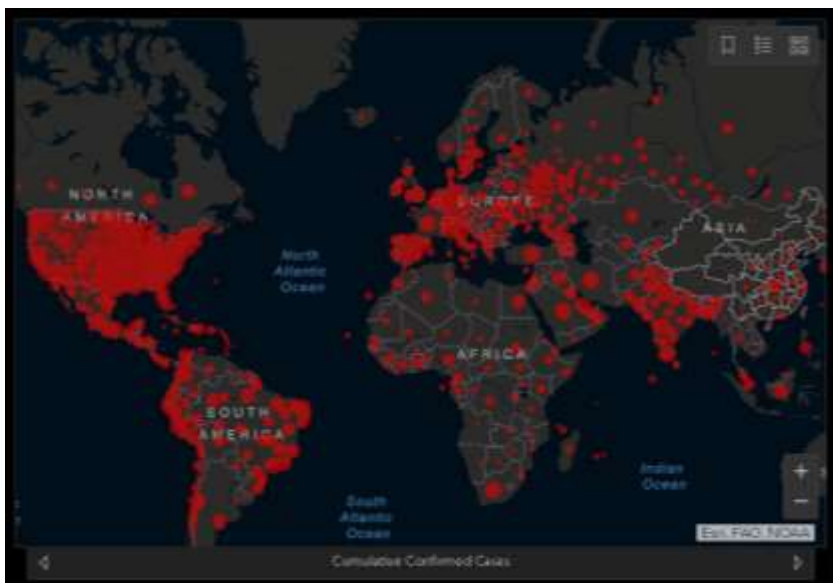 NORTH
AMERICA
EUROPE
ASIA
North
Atlantic
Ocean
AFRICA
SOUTH
AMERICA
Indian
Ocean
South
Atlantic
Ocean
+
−
Esri, FAO, NOAA
Cumulative Confirmed Cases